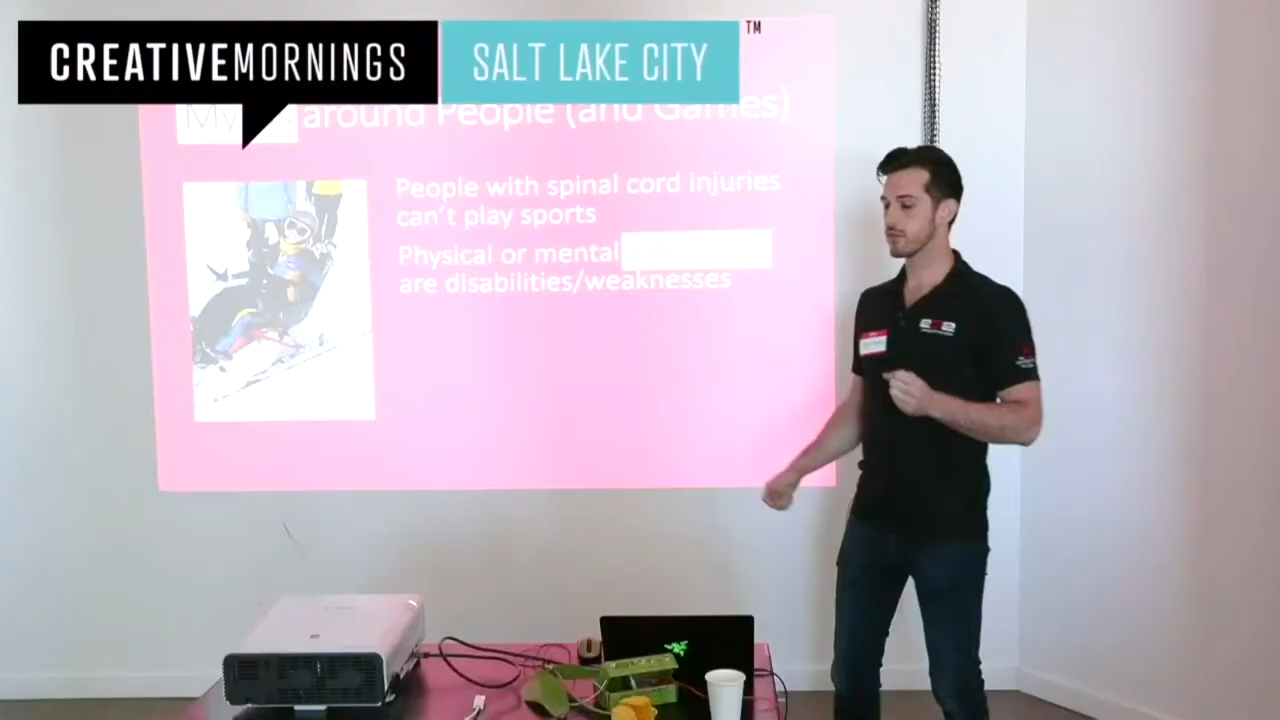 CREATIVEMORNINGS
SALT LAKE CITY
TM
My
around People (and Games)
People with spinal cord injuries
can't play sports
Physical or mental
are disabilities/weaknesses